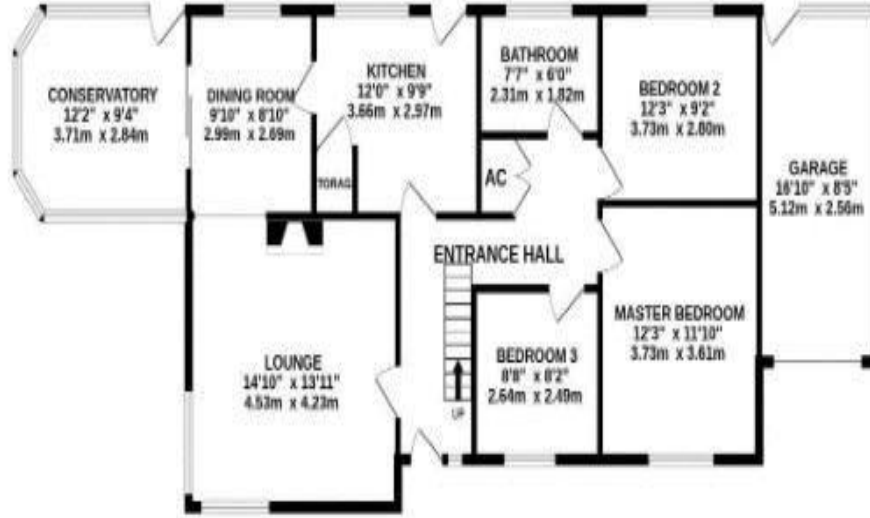 CONSERVATORY
12'2" x 9'4"
3.71m x 2.84m
DINING ROOM
9'10" x 8'10"
2.99m x 2.69m
KITCHEN
12'0" x 9'9"
3.66m x 2.97m
TORAG
BATHROOM
7'7" x 6'0"
2.31m x 1.82m
BEDROOM 2
12'3" x 9'2"
3.73m x 2.80m
AC
GARAGE
16'10" x 8'5"
5.12m x 2.56m
ENTRANCE HALL
LOUNGE
14'10" x 13'11"
4.53m x 4.23m
UP
BEDROOM 3
8'8" x 8'2"
2.64m x 2.49m
MASTER BEDROOM
12'3" x 11'10"
3.73m x 3.61m